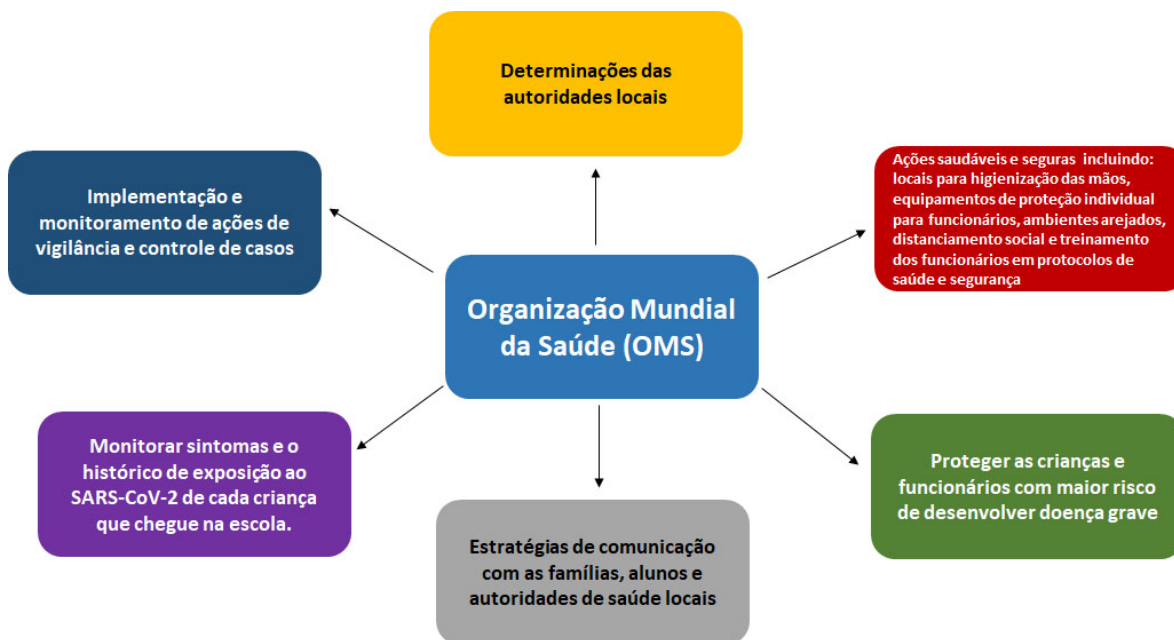 Determinações das
autoridades locais
Implementação e
monitoramento de ações de
vigilância e controle de casos
Ações saudáveis e seguras incluindo:
locais para higienização das mãos,
equipamentos de proteção individual
para funcionários, ambientes arejados,
distanciamento social e treinamento
dos funcionários em protocolos de
saúde e segurança
Organização Mundial
da Saúde (OMS)
Monitorar sintomas e o
histórico de exposição ao
SARS-CoV-2 de cada criança
que chegue na escola.
Estratégias de comunicação
com as famílias, alunos e
autoridades de saúde locais
Proteger as crianças e
funcionários com maior risco
de desenvolver doença grave